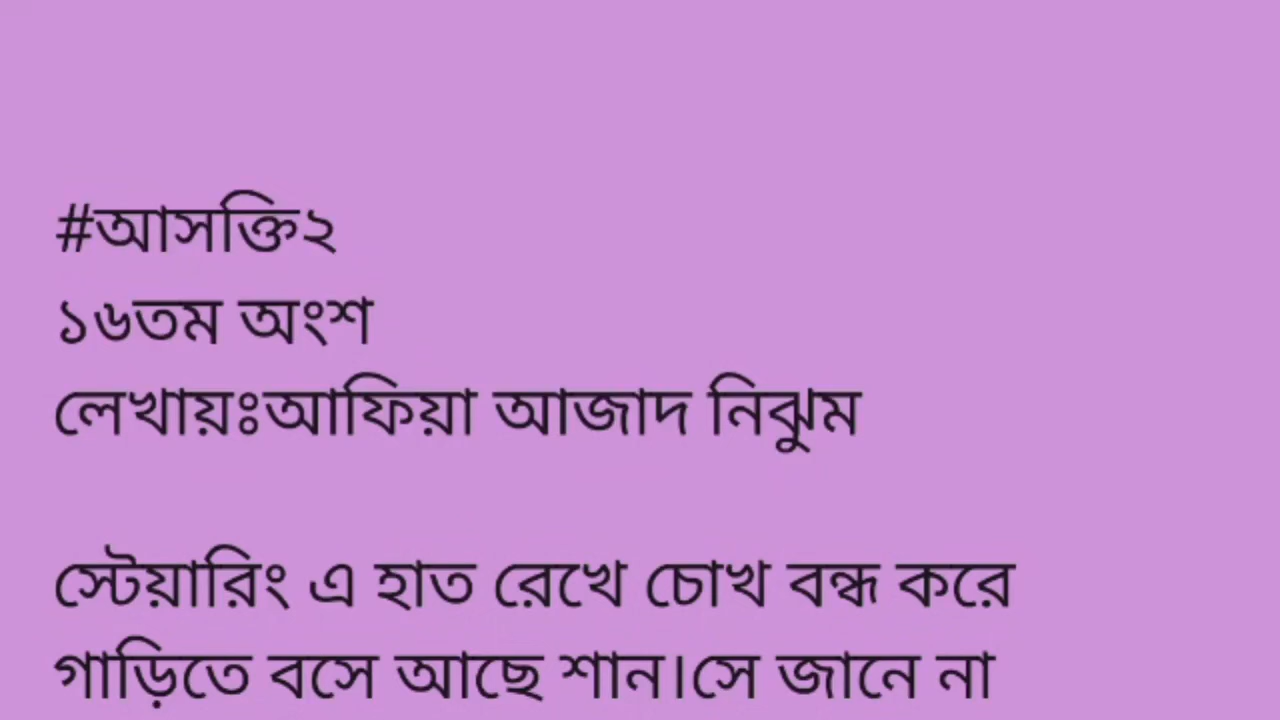 #আসক্তি২
১৬তম অংশ
লেখায়ঃআফিয়া আজাদ নিঝুম
স্টেয়ারিং এ হাত রেখে চোখ বন্ধ করে
গাড়িতে বসে আছে শান।সে জানে না